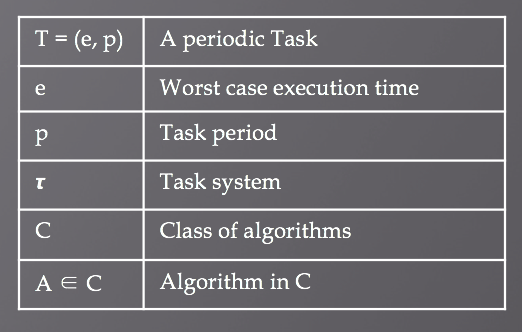 T = (e, p) A periodic Task
e Worst case execution time
p Task period
τ Task system
C Class of algorithms
A ∈ C Algorithm in C